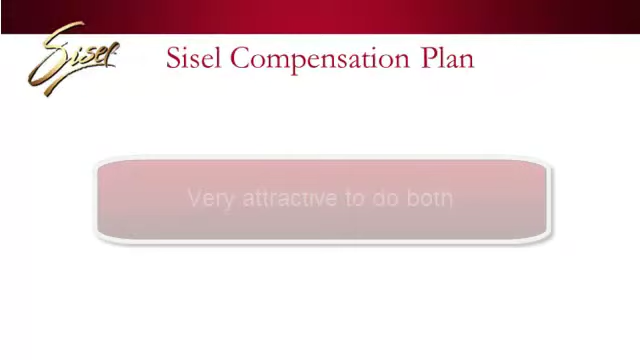 Sisel
Sisel Compensation Plan
Very attractive to do both